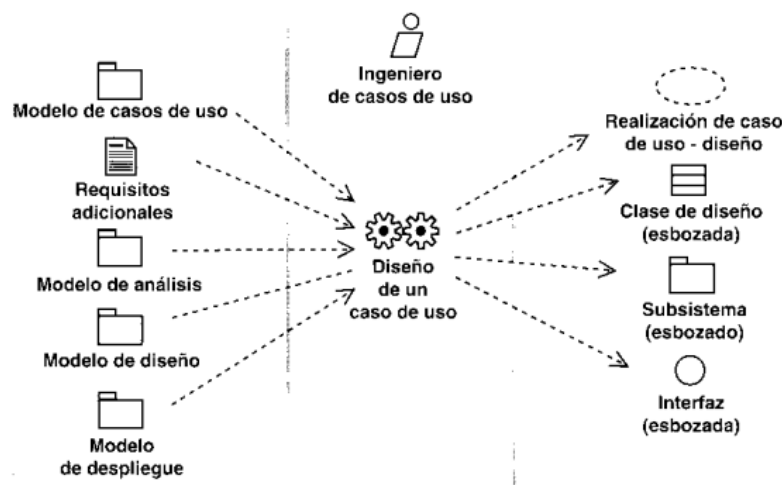 Ingeniero
de casos de uso
Modelo de casos de uso
Requisitos
adicionales
Modelo de análisis
Modelo de diseño
Modelo
de despliegue
Diseño
de un
caso de uso
Realización de caso
de uso - diseño
Clase de diseño
(esbozada)
Subsistema
(esbozado)
Interfaz
(esbozada)